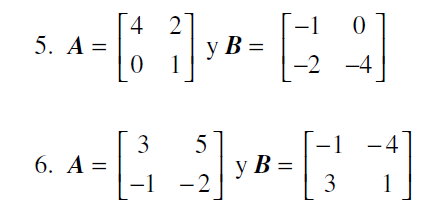 5. A = [4 2; 0 1] y B = [−1 0; −2 −4]
6. A = [3 5; −1 −2] y B = [−1 −4; 3 1]